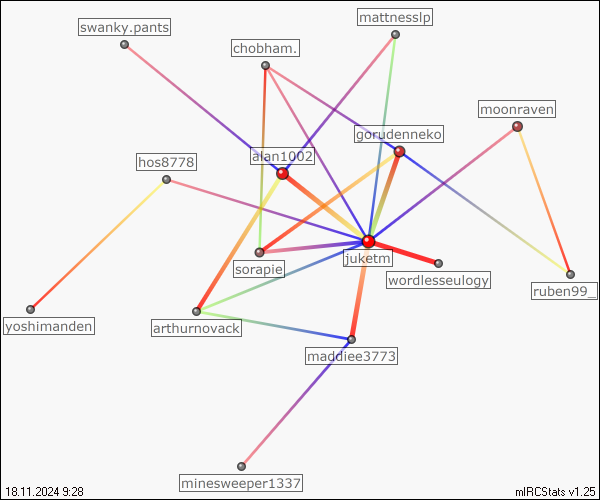 mattnesslp
swanky.pants
chobham.
moonraven
gorudenneko
alan1002
hos8778
juketm
sorapie
wordlesseulogy
ruben99_
yoshimanden
arthurnovack
maddiee3773
minesweeper1337
18.11.2024 9:28
mIRCStats v1.25